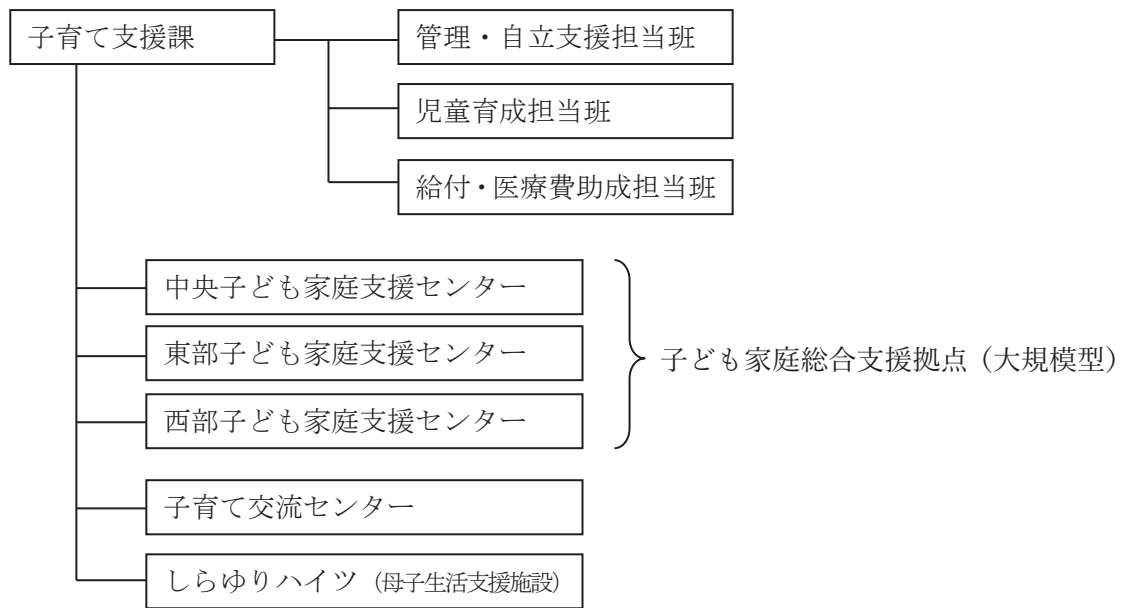 子育て支援課
管理・自立支援担当班
児童育成担当班
給付・医療費助成担当班
中央子ども家庭支援センター
東部子ども家庭支援センター
西部子ども家庭支援センター
子ども家庭総合支援拠点（大規模型）
子育て交流センター
しらゆりハイツ（母子生活支援施設）